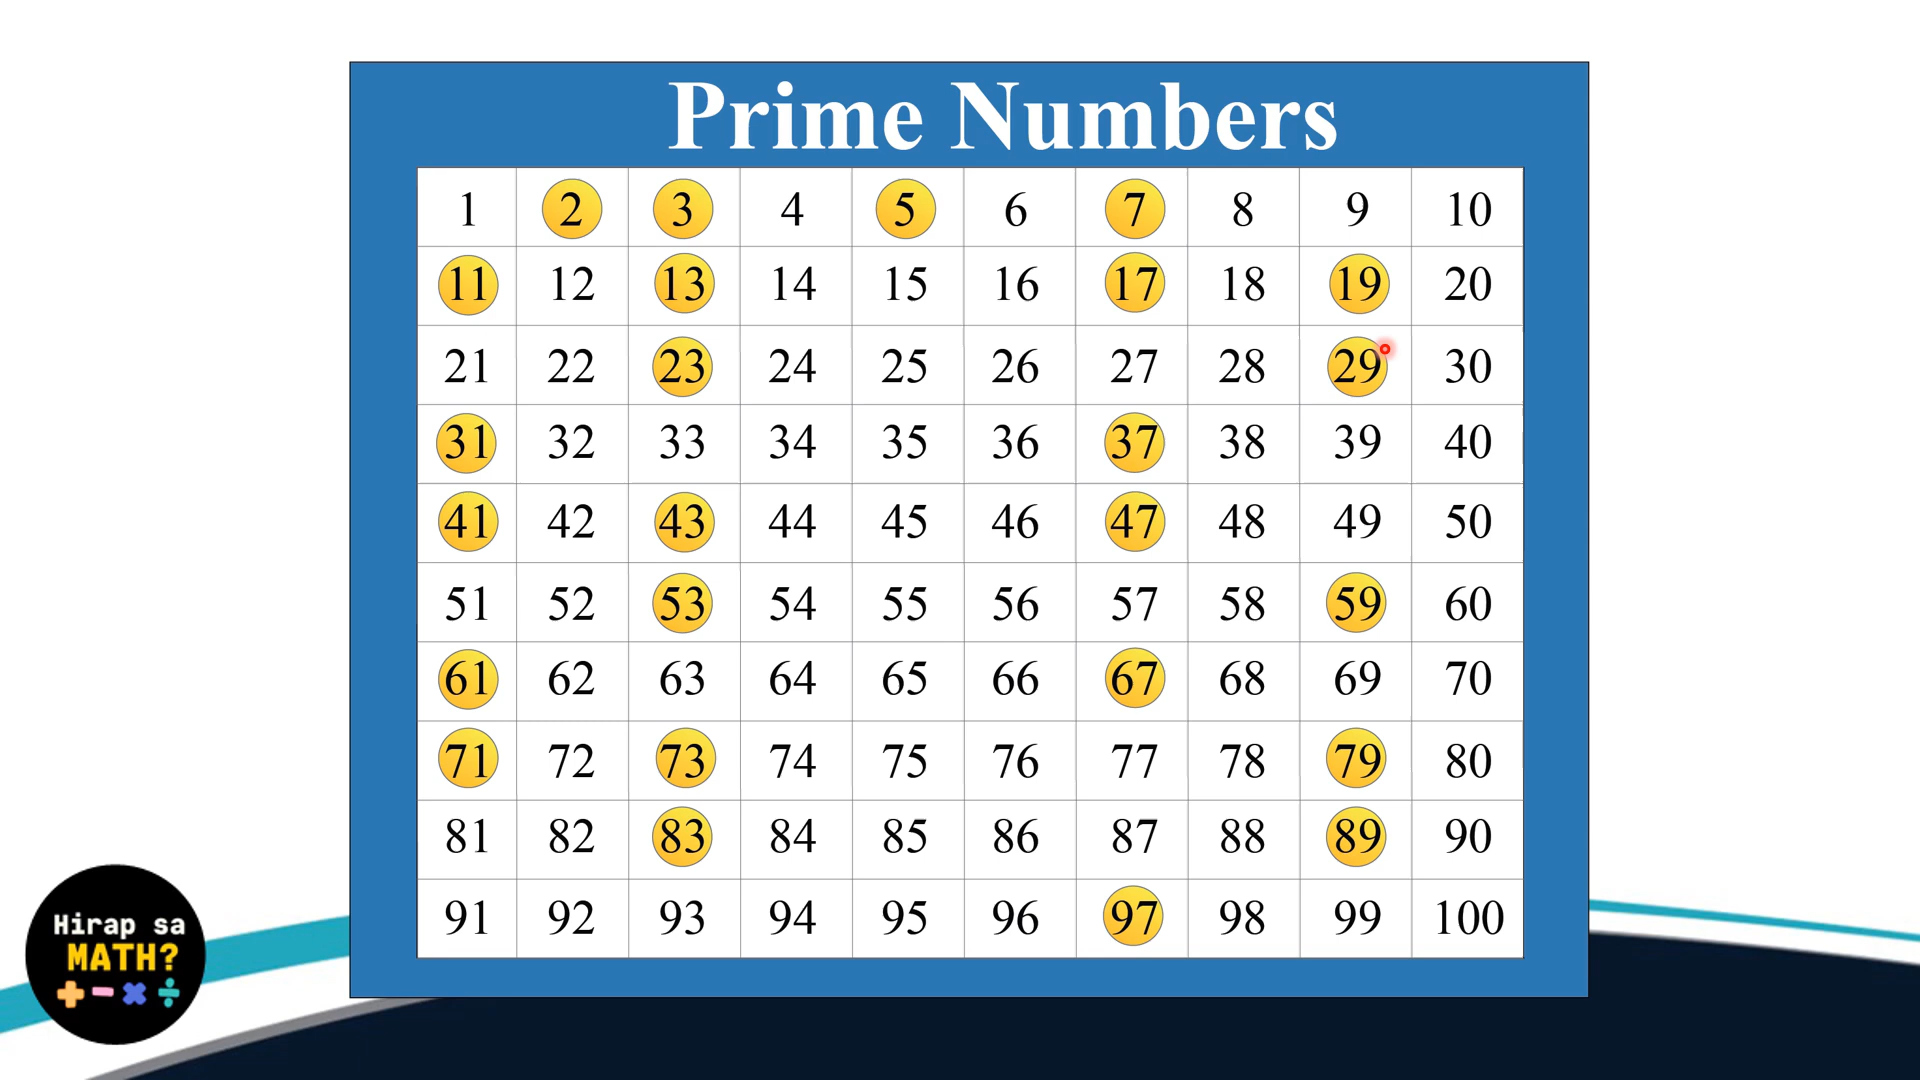 Prime Numbers
1 2 3 4 5 6 7 8 9 10
11 12 13 14 15 16 17 18 19 20
21 22 23 24 25 26 27 28 29 30
31 32 33 34 35 36 37 38 39 40
41 42 43 44 45 46 47 48 49 50
51 52 53 54 55 56 57 58 59 60
61 62 63 64 65 66 67 68 69 70
71 72 73 74 75 76 77 78 79 80
81 82 83 84 85 86 87 88 89 90
91 92 93 94 95 96 97 98 99 100
Hirap sa
MATH?
+ - × ÷